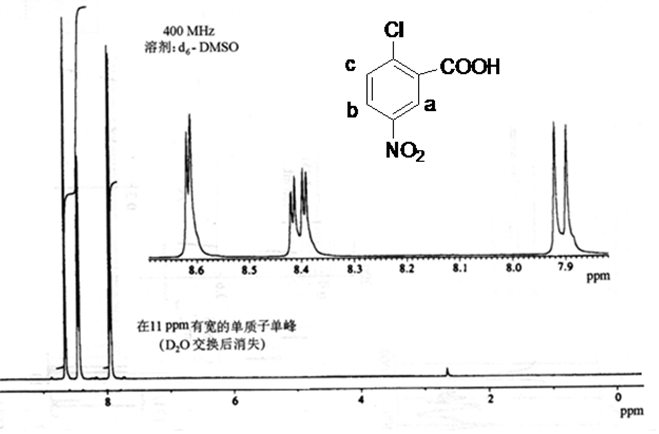 400 MHz
溶剂: d6- DMSO
Cl
c
COOH
b
a
NO2
8.6 8.5 8.4 8.3 8.2 8.1 8.0 7.9
ppm
在11 ppm有宽的单质子单峰
(D2O 交换后消失)
8 6 4 2 0
ppm